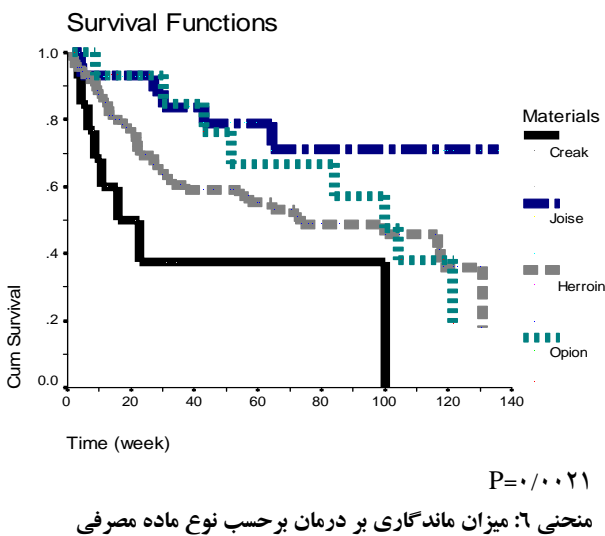 Survival Functions
1.0
.8
.6
.4
.2
0.0
Cum Survival
0 20 40 60 80 100 120 140
Time (week)
Materials
Creak
Joise
Herroin
Opion
P=۰/۰۰۲۱
منحنی ٦: میزان ماندگاری بر درمان برحسب نوع ماده مصرفی